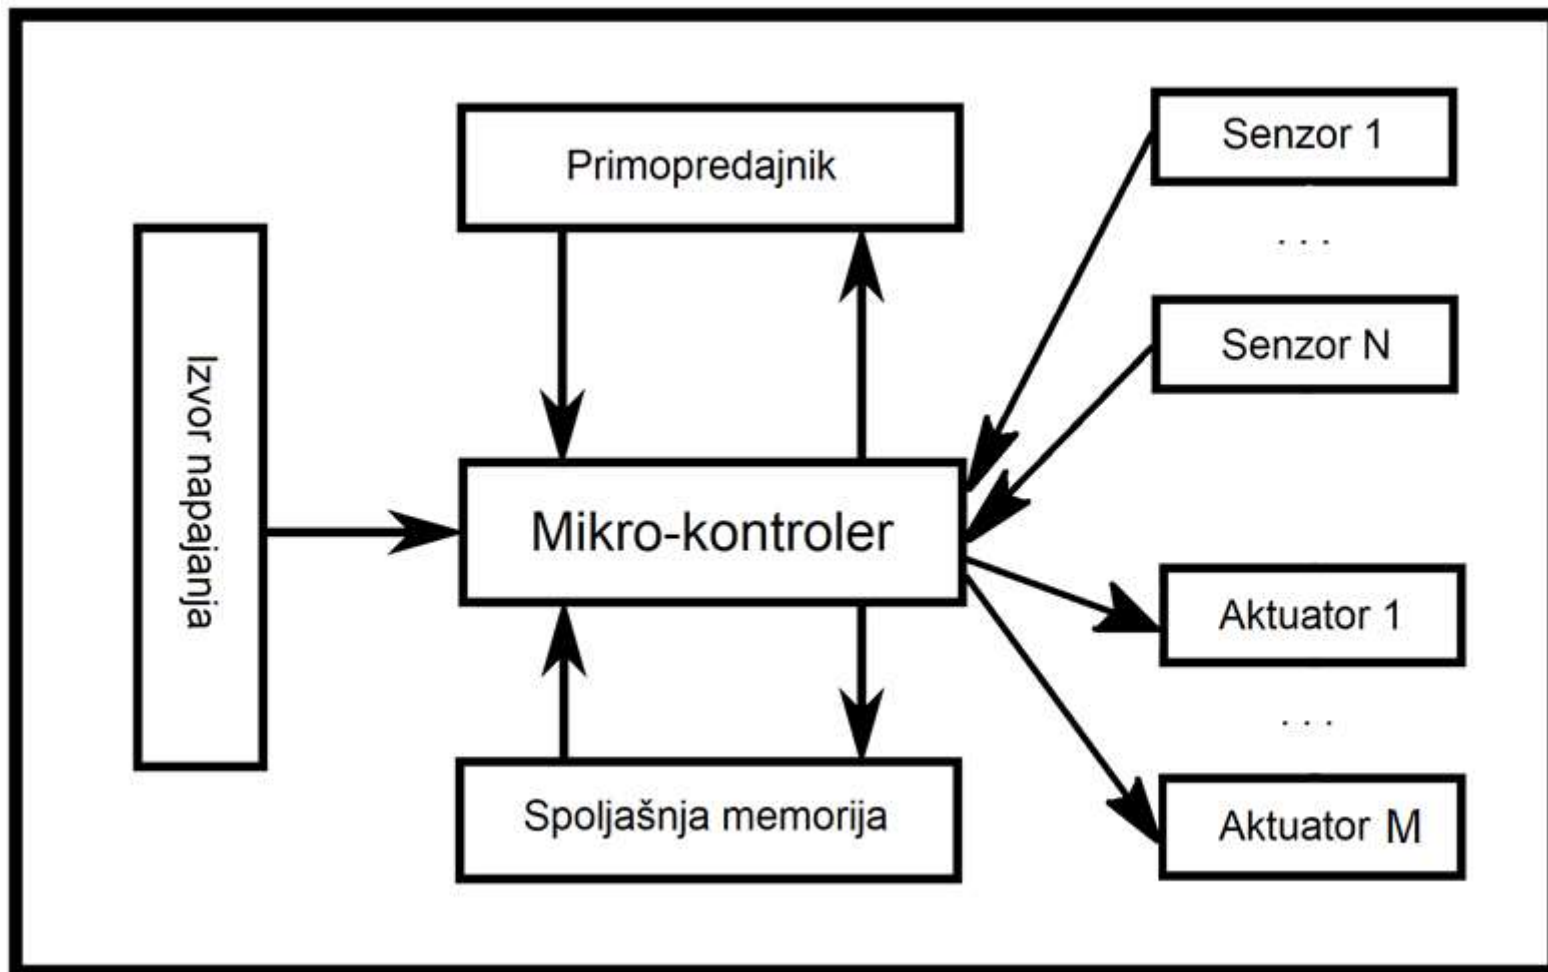 Primopredajnik
Senzor 1
. . .
Senzor N
Izvor napajanja
Mikro-kontroler
Aktuator 1
. . .
Aktuator M
Spoljašnja memorija